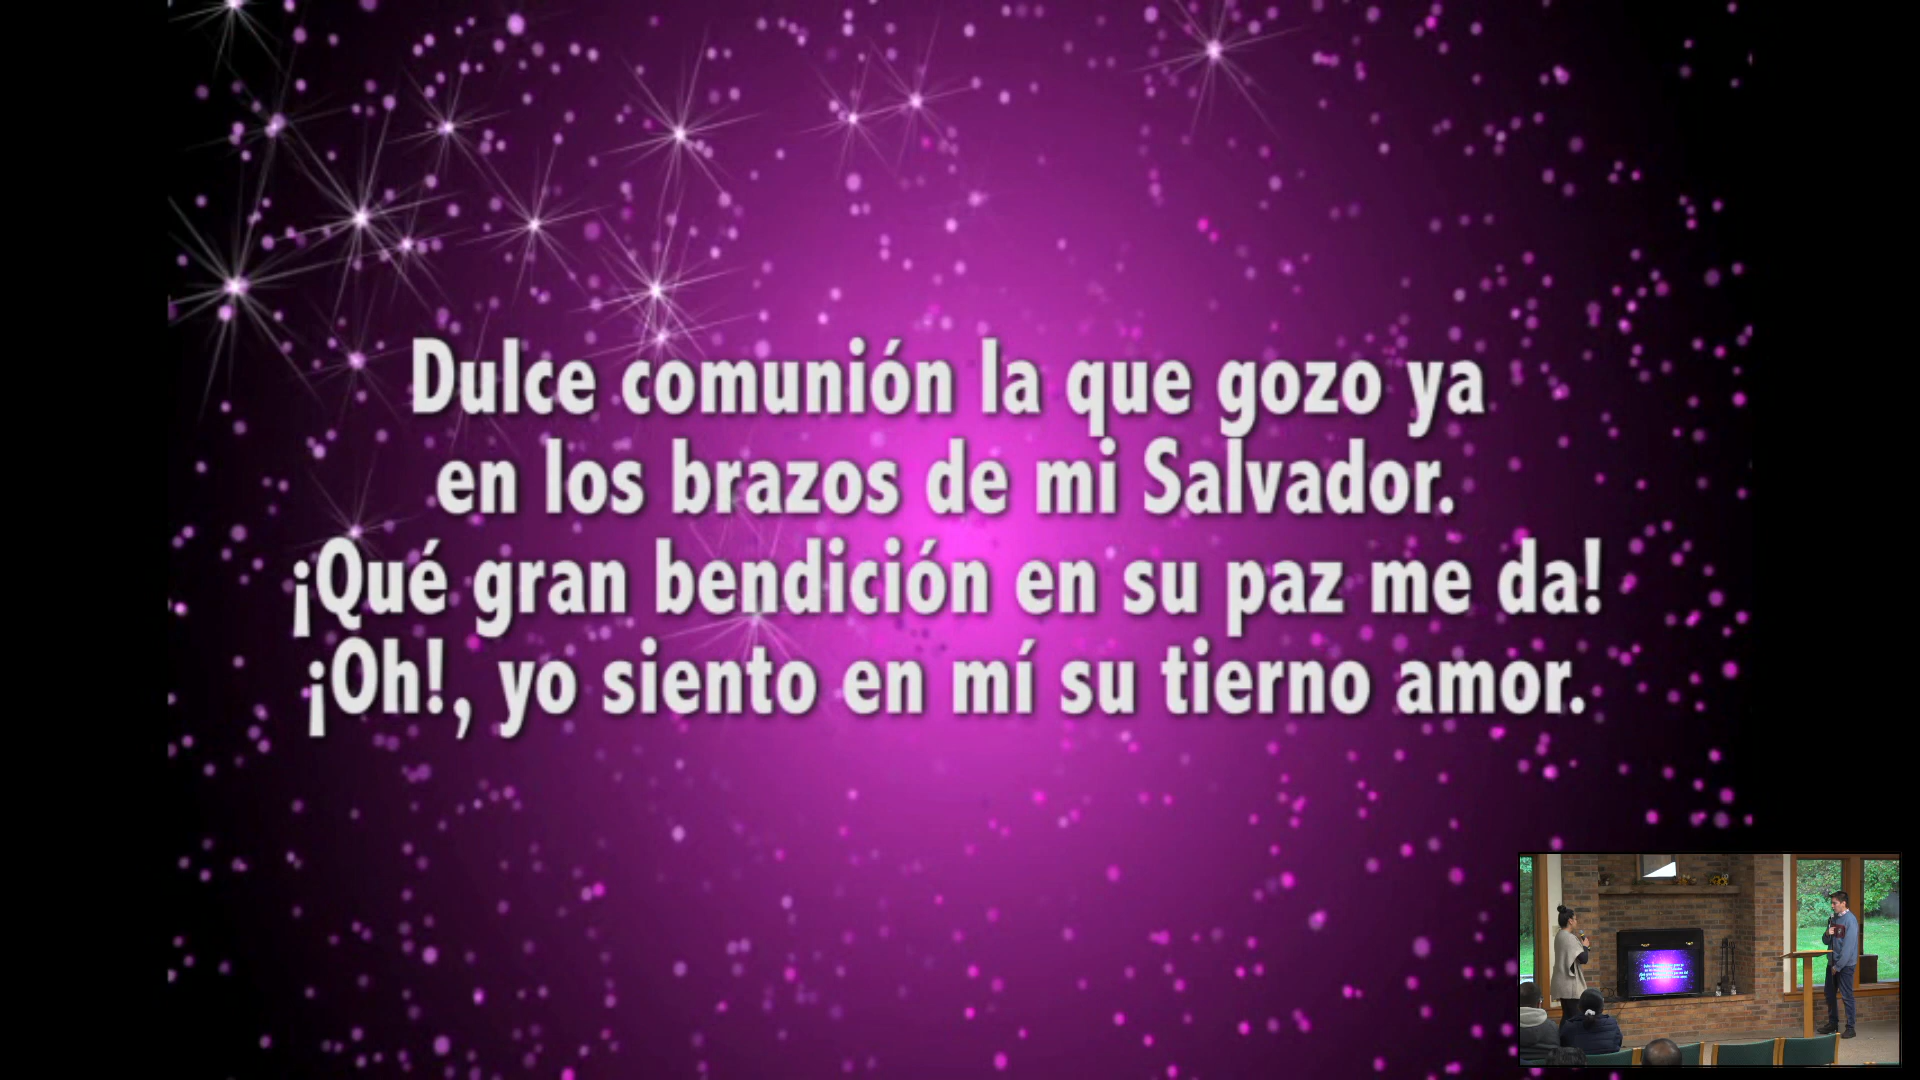 Dulce comunión la que gozo ya
en los brazos de mi Salvador.
¡Qué gran bendición en su paz me da!
¡Oh!, yo siento en mí su tierno amor.